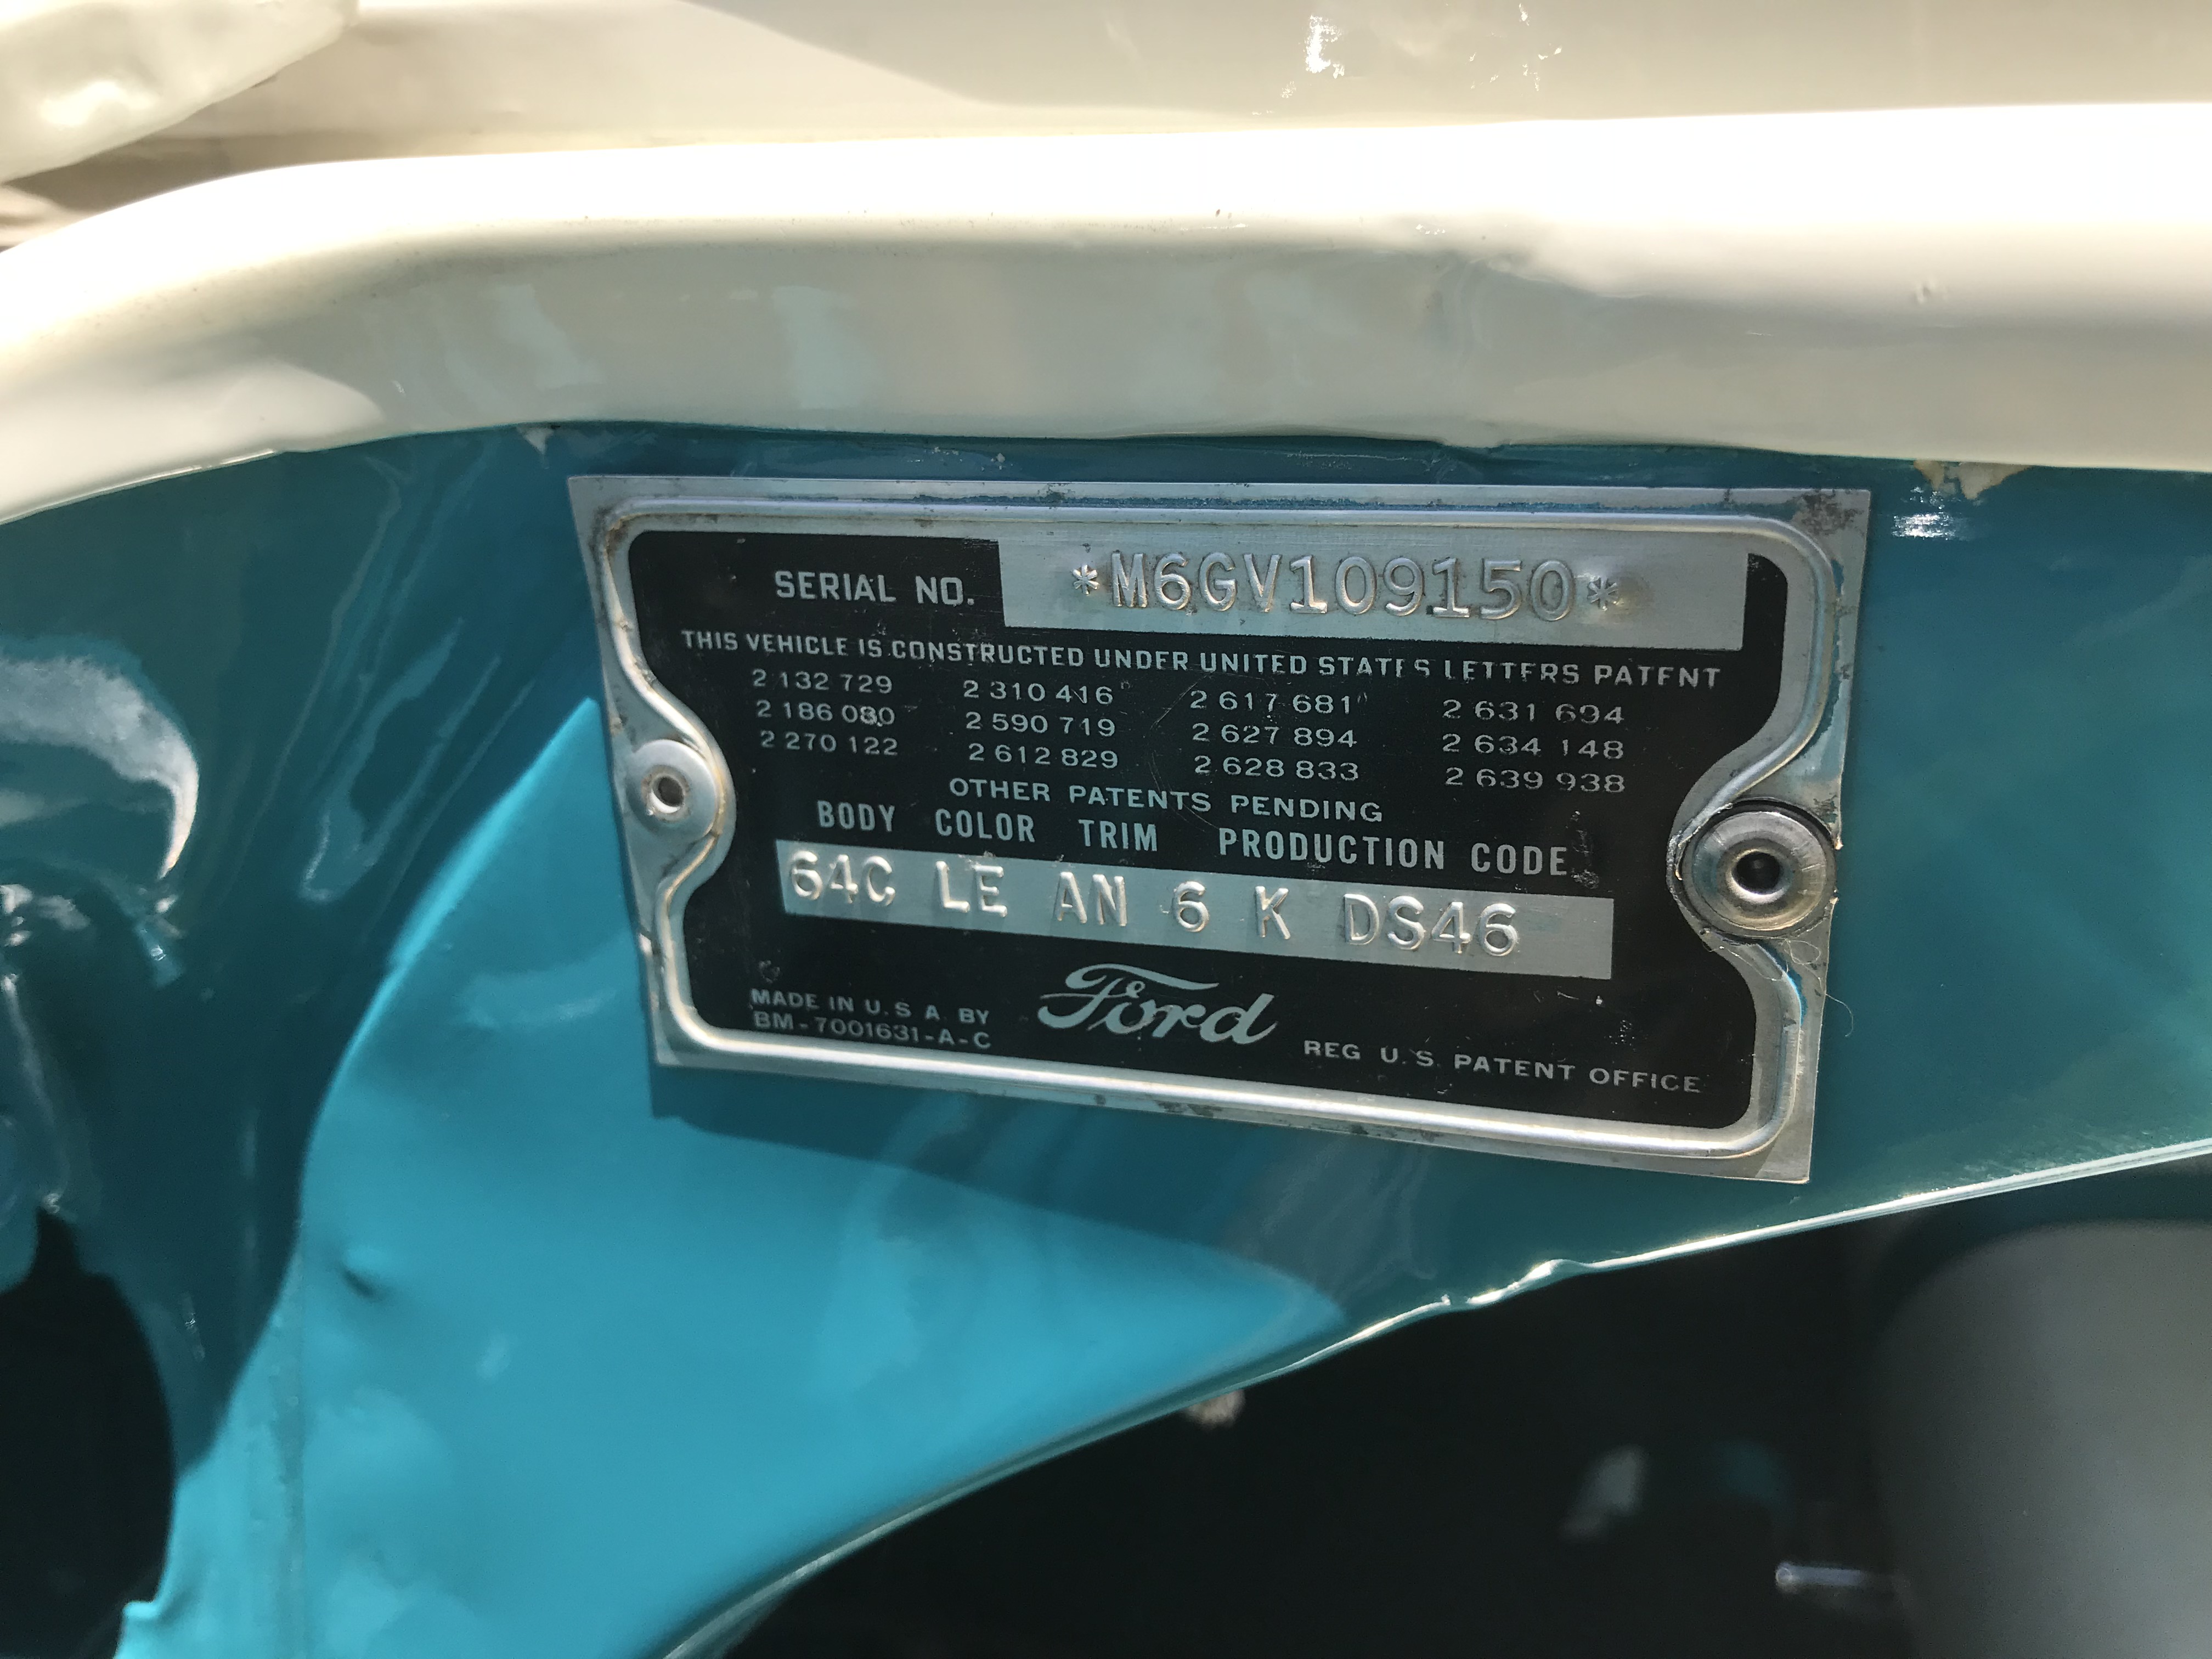 SERIAL NO. *M6GV109150*
THIS VEHICLE IS CONSTRUCTED UNDER UNITED STATES LETTERS PATENT
2 132 729 2 310 416 2 617 681 2 631 694
2 186 080 2 590 719 2 627 894 2 634 148
2 270 122 2 612 829 2 628 833 2 639 938
OTHER PATENTS PENDING
BODY COLOR TRIM PRODUCTION CODE
64C LE AN 6 K DS46
MADE IN U.S.A. BY Ford REG U.S. PATENT OFFICE
BM-7001631-A-C